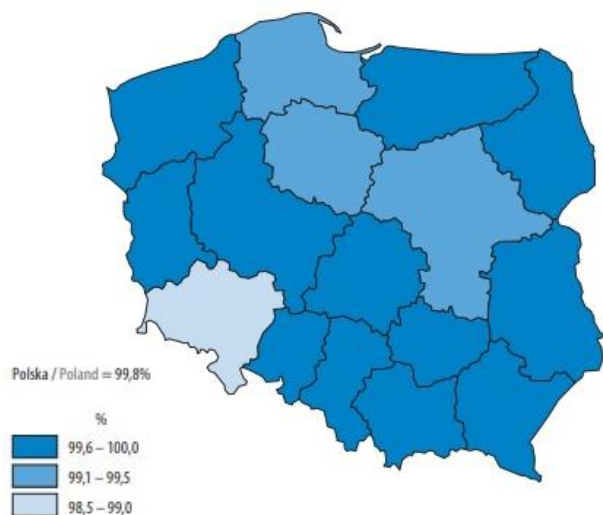 Polska / Poland = 99,8%
%
99,6 – 100,0
99,1 – 99,5
98,5 – 99,0